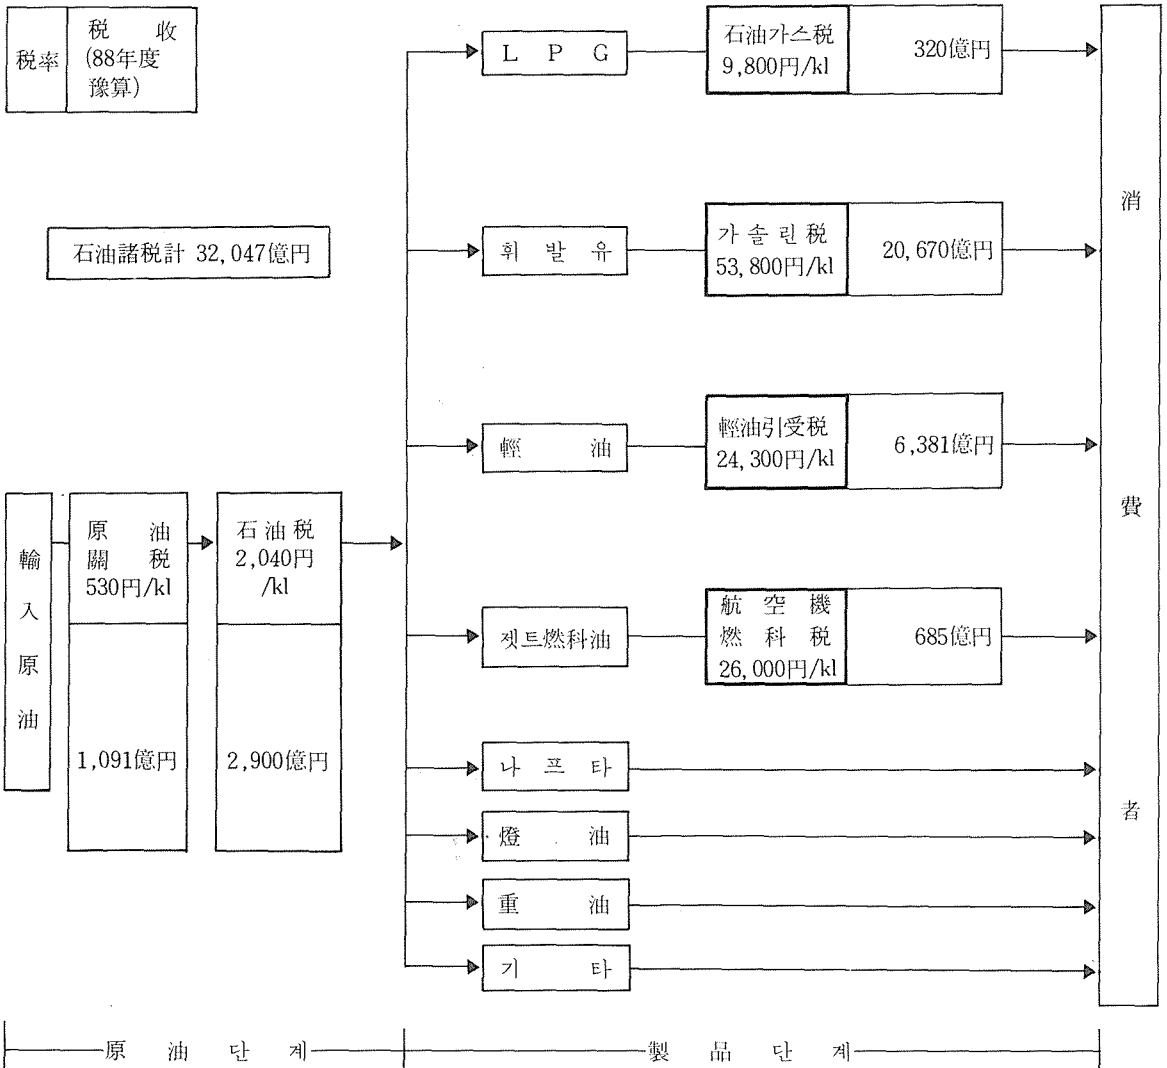 税率
税 收
(88年度
豫算)
石油諸税計 32,047億円
輸入原油
原 油
關 税
530円/kl
1,091億円
石油税
2,040円
/kl
2,900億円
L P G
石油가스税
9,800円/kl
320億円
휘 발 유
가솔린税
53,800円/kl
20,670億円
輕 油
輕油引受税
24,300円/kl
6,381億円
젯트燃料油
航 空 機
燃 料 税
26,000円/kl
685億円
나 프 타
燈 油
重 油
기 타
消費者
原 油 단 계
製 品 단 계